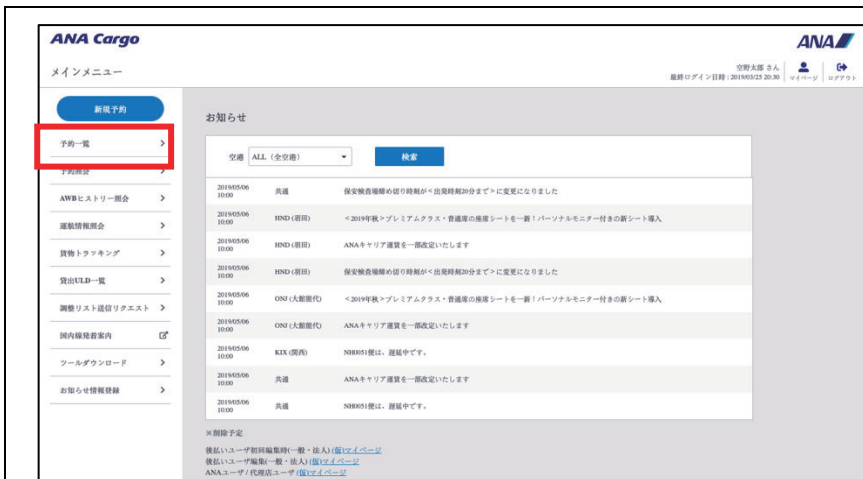 ANA Cargo
ANA
メインメニュー
空野太郎 さん
最終ログイン日時 : 2019/03/25 20:30
マイページ
ログアウト
新規予約
予約一覧
予約照会
AWBヒストリー照会
運航情報照会
貨物トラッキング
貸出ULD一覧
調整リスト送信リクエスト
国内線発着案内
ツールダウンロード
お知らせ情報登録
お知らせ
空港 ALL（全空港） 検索
2019/05/06 10:00 共通 保安検査場締め切り時刻が＜出発時刻20分まで＞に変更になりました
2019/05/06 10:00 HND (羽田) ＜2019年秋＞プレミアムクラス・普通席の座席シートを一新！パーソナルモニター付きの新シート導入
2019/05/06 10:00 HND (羽田) ANAキャリア運賃を一部改定いたします
2019/05/06 10:00 HND (羽田) 保安検査場締め切り時刻が＜出発時刻20分まで＞に変更になりました
2019/05/06 10:00 ONJ (大館能代) ＜2019年秋＞プレミアムクラス・普通席の座席シートを一新！パーソナルモニター付きの新シート導入
2019/05/06 10:00 ONJ (大館能代) ANAキャリア運賃を一部改定いたします
2019/05/06 10:00 KIX (関西) NH0051便は、遅延中です。
2019/05/06 10:00 共通 ANAキャリア運賃を一部改定いたします
2019/05/06 10:00 共通 NH0051便は、遅延中です。
※削除予定
後払いユーザ初回編集時(一般・法人) (仮)マイページ
後払いユーザ編集(一般・法人) (仮)マイページ
ANAユーザ / 代理店ユーザ (仮)マイページ